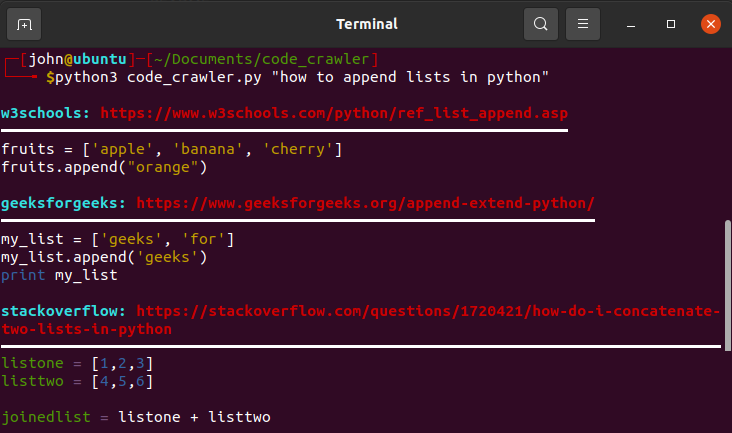 Terminal
┌─[john@ubuntu]─[~/Documents/code_crawler]
└──╼ $python3 code_crawler.py "how to append lists in python"
w3schools: https://www.w3schools.com/python/ref_list_append.asp
fruits = ['apple', 'banana', 'cherry']
fruits.append("orange")
geeksforgeeks: https://www.geeksforgeeks.org/append-extend-python/
my_list = ['geeks', 'for']
my_list.append('geeks')
print my_list
stackoverflow: https://stackoverflow.com/questions/1720421/how-do-i-concatenate-
two-lists-in-python
listone = [1,2,3]
listtwo = [4,5,6]
joinedlist = listone + listtwo